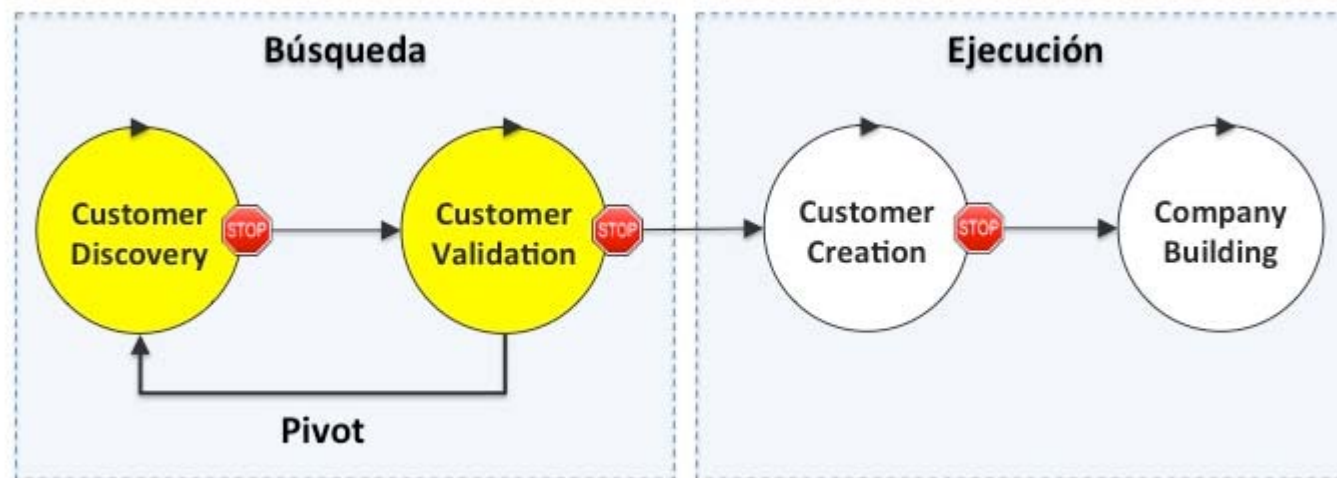 Búsqueda
Ejecución
Customer
Discovery
STOP
Customer
Validation
STOP
Customer
Creation
STOP
Company
Building
Pivot